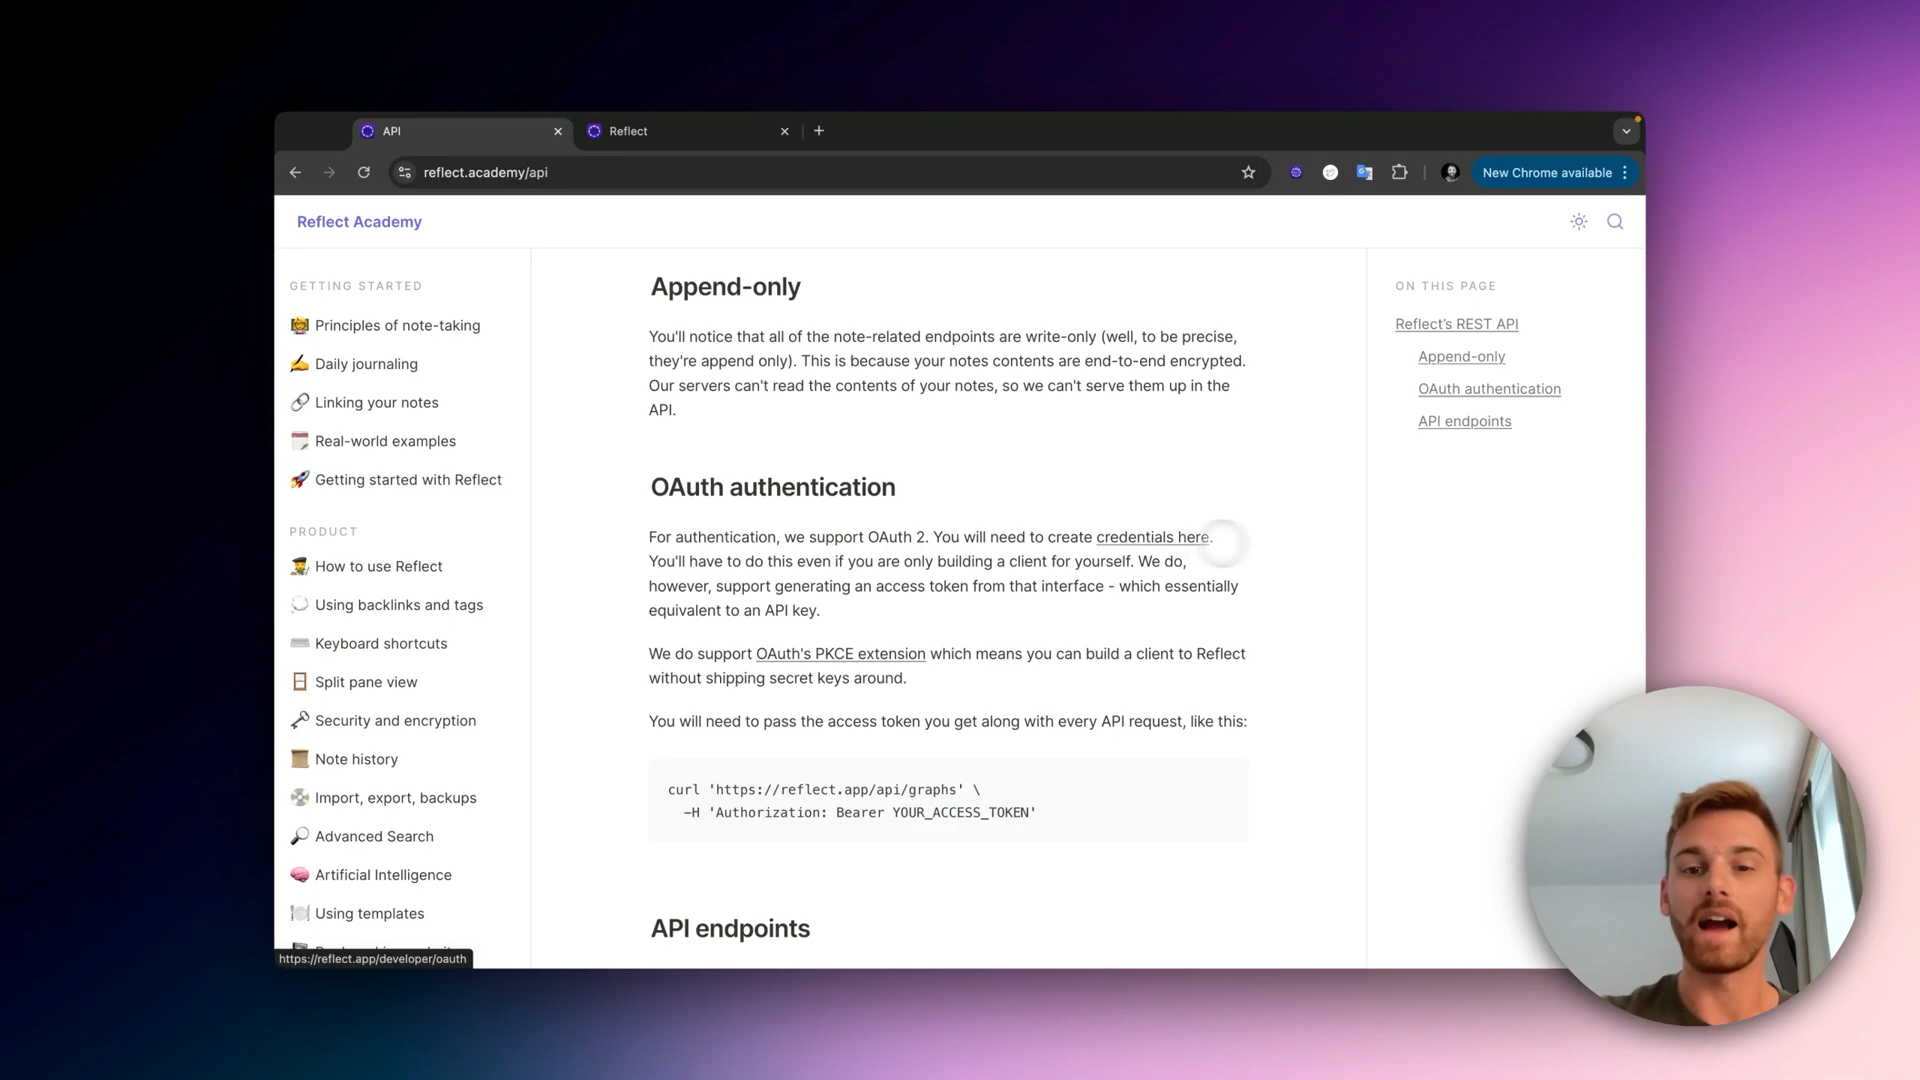 API
Reflect
reflect.academy/api
New Chrome available
Reflect Academy
GETTING STARTED
Principles of note-taking
Daily journaling
Linking your notes
Real-world examples
Getting started with Reflect
PRODUCT
How to use Reflect
Using backlinks and tags
Keyboard shortcuts
Split pane view
Security and encryption
Note history
Import, export, backups
Advanced Search
Artificial Intelligence
Using templates
https://reflect.app/developer/oauth
Append-only
You'll notice that all of the note-related endpoints are write-only (well, to be precise,
they're append only). This is because your notes contents are end-to-end encrypted.
Our servers can't read the contents of your notes, so we can't serve them up in the
API.
OAuth authentication
For authentication, we support OAuth 2. You will need to create credentials here.
You'll have to do this even if you are only building a client for yourself. We do,
however, support generating an access token from that interface - which essentially
equivalent to an API key.
We do support OAuth's PKCE extension which means you can build a client to Reflect
without shipping secret keys around.
You will need to pass the access token you get along with every API request, like this:
curl 'https://reflect.app/api/graphs' \
-H 'Authorization: Bearer YOUR_ACCESS_TOKEN'
API endpoints
ON THIS PAGE
Reflect's REST API
Append-only
OAuth authentication
API endpoints